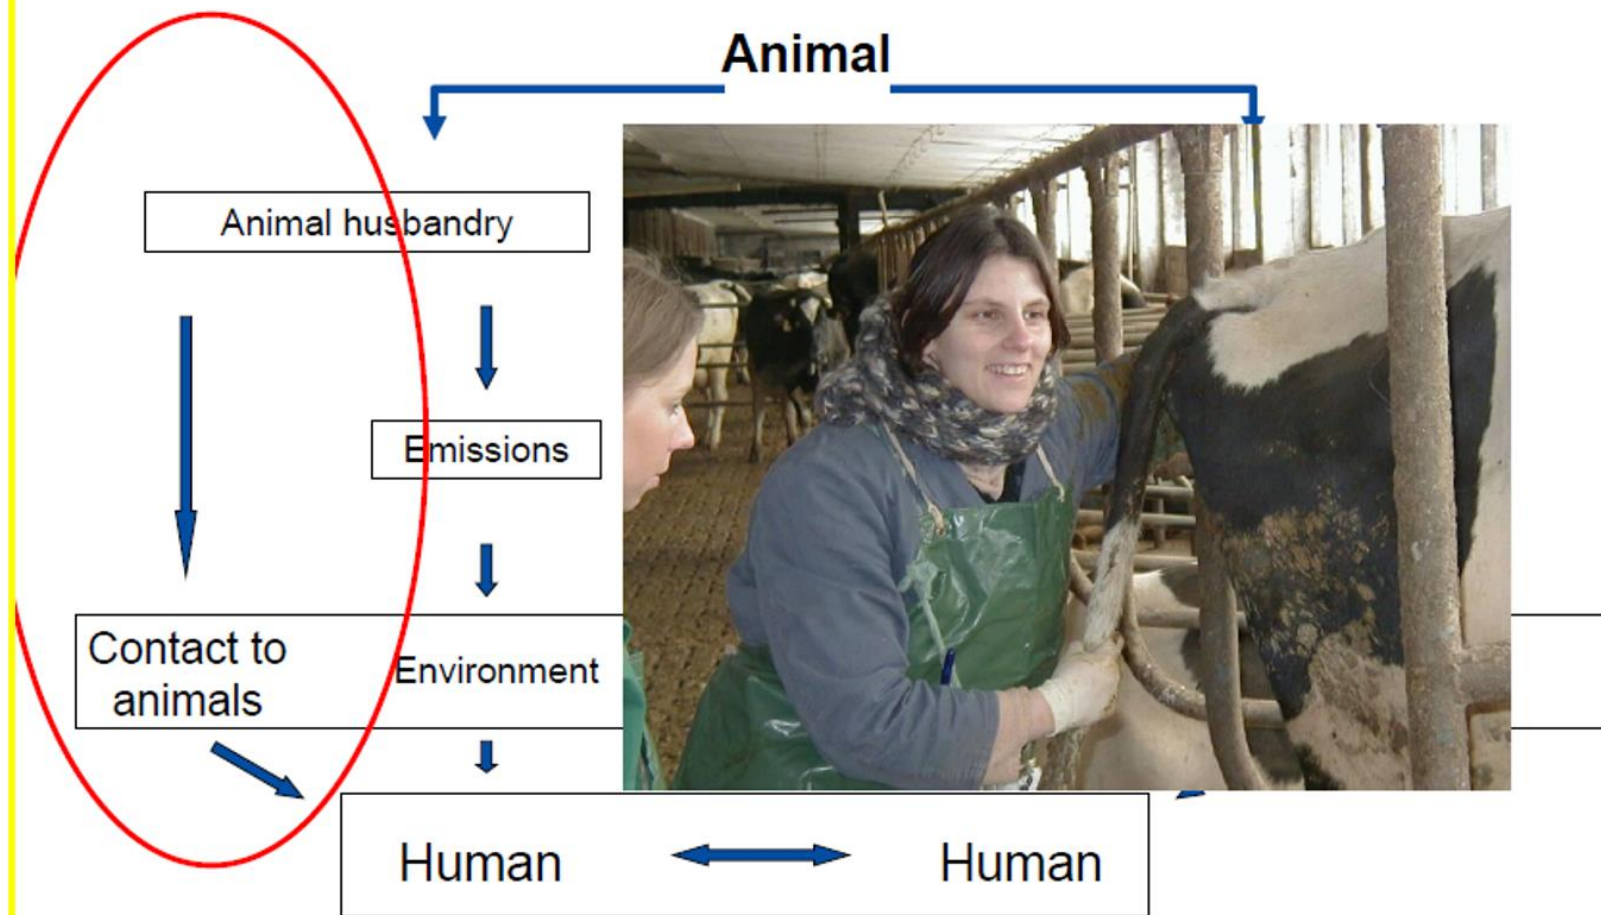 Animal
Animal husbandry
Emissions
Contact to
animals
Environment
Human
Human